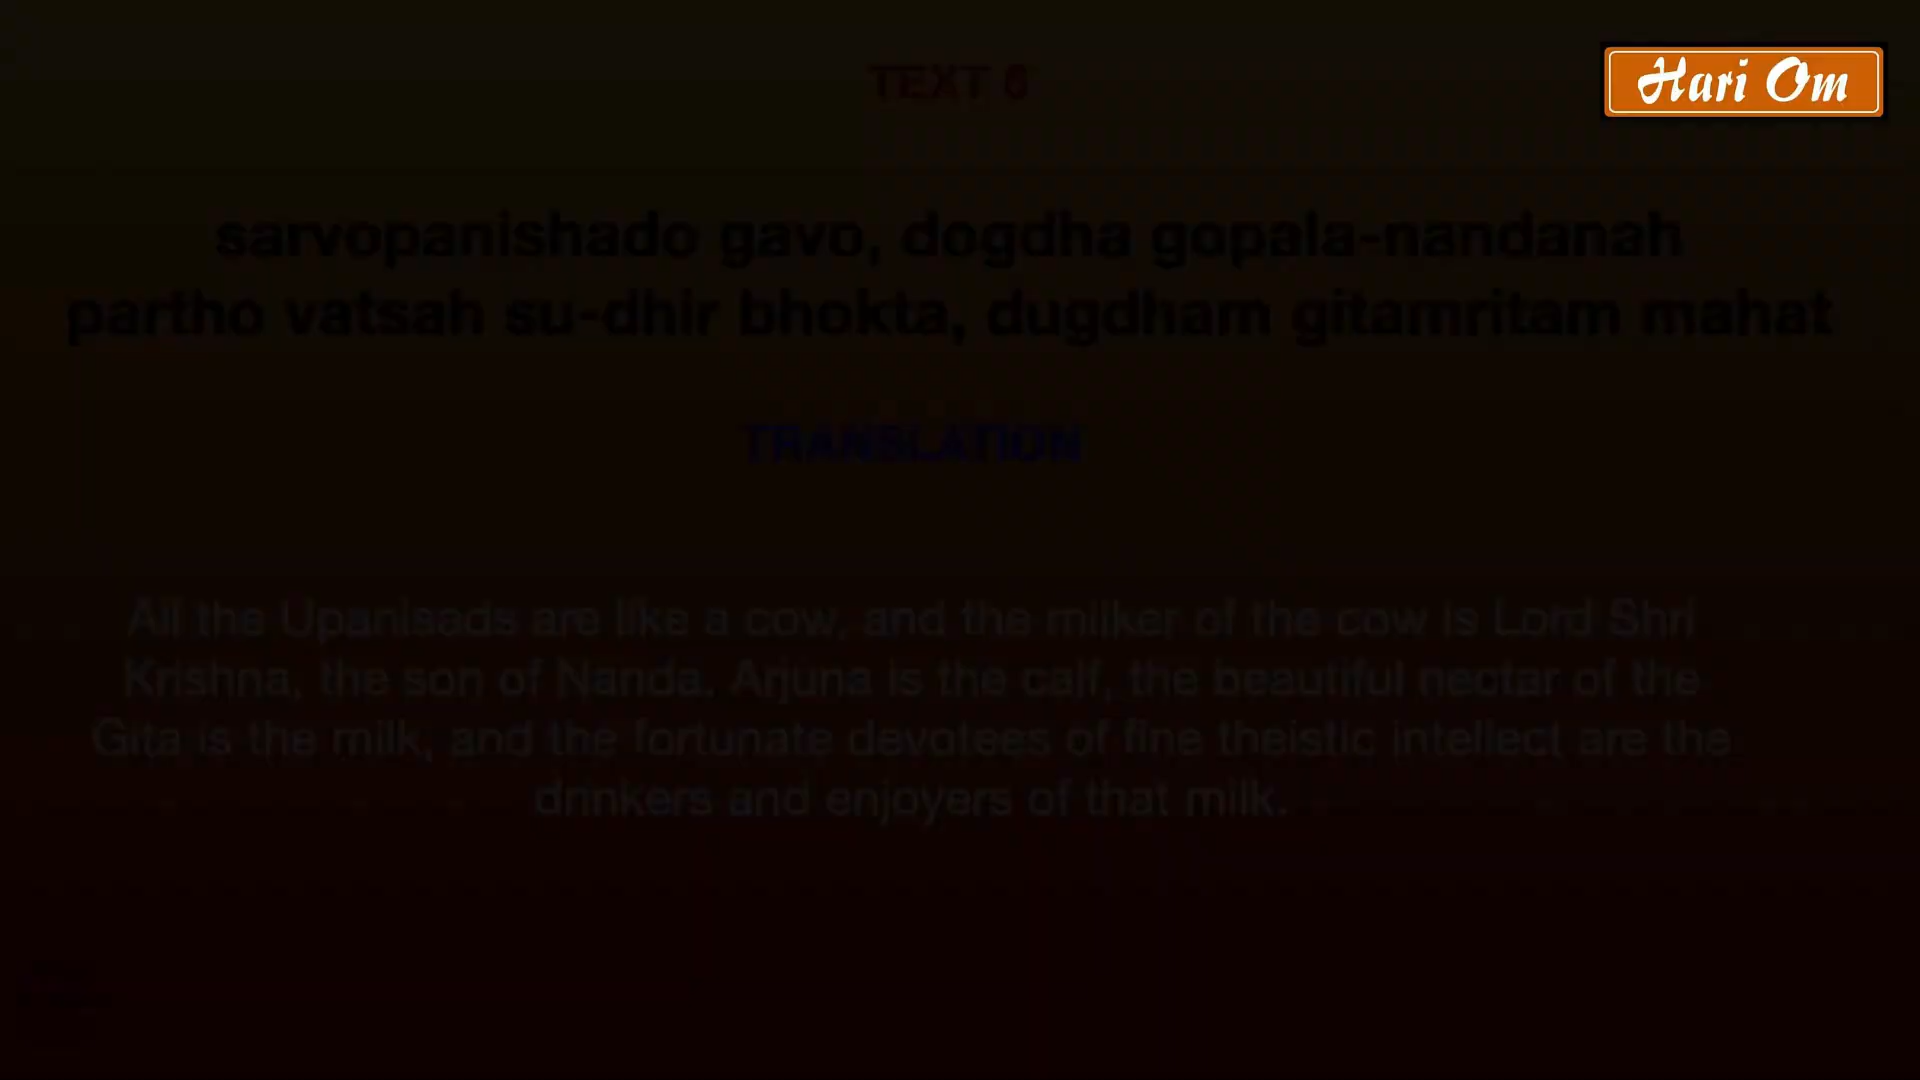 Hari Om
TEXT 6
sarvopanishado gavo, dogdha gopala-nandanah
partho vatsah su-dhir bhokta, dugdham gitamritam mahat
TRANSLATION
All the Upanisads are like a cow, and the milker of the cow is Lord Shri
Krishna, the son of Nanda. Arjuna is the calf, the beautiful nectar of the
Gita is the milk, and the fortunate devotees of fine theistic intellect are the
drinkers and enjoyers of that milk.